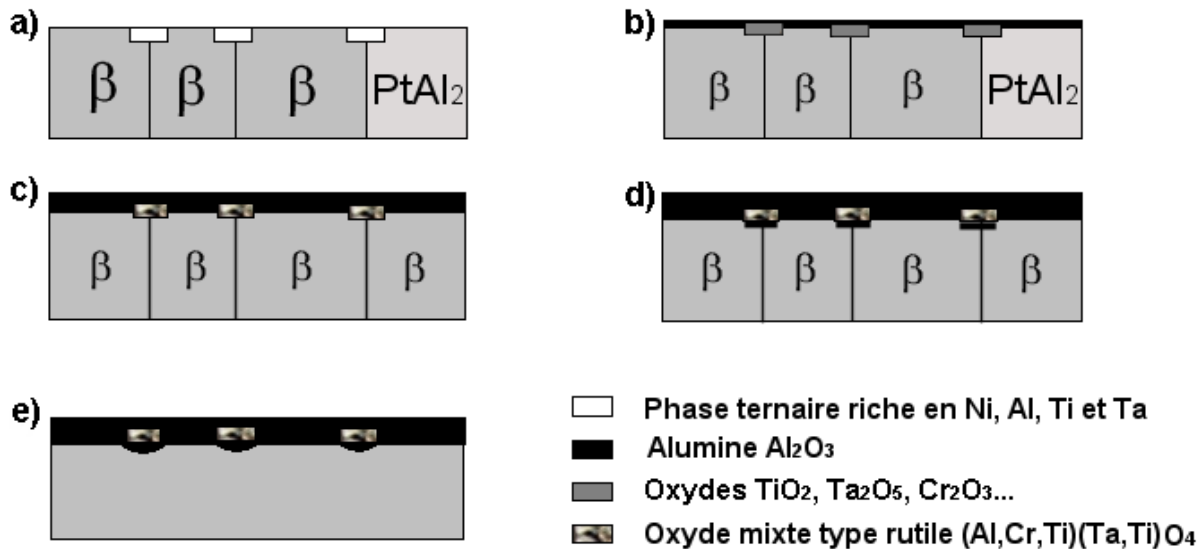 a)
β β β PtAl₂
b)
β β β PtAl₂
c)
β β β β
d)
β β β β
e)
Phase ternaire riche en Ni, Al, Ti et Ta
Alumine Al₂O₃
Oxydes TiO₂, Ta₂O₅, Cr₂O₃...
Oxyde mixte type rutile (Al,Cr,Ti)(Ta,Ti)O₄